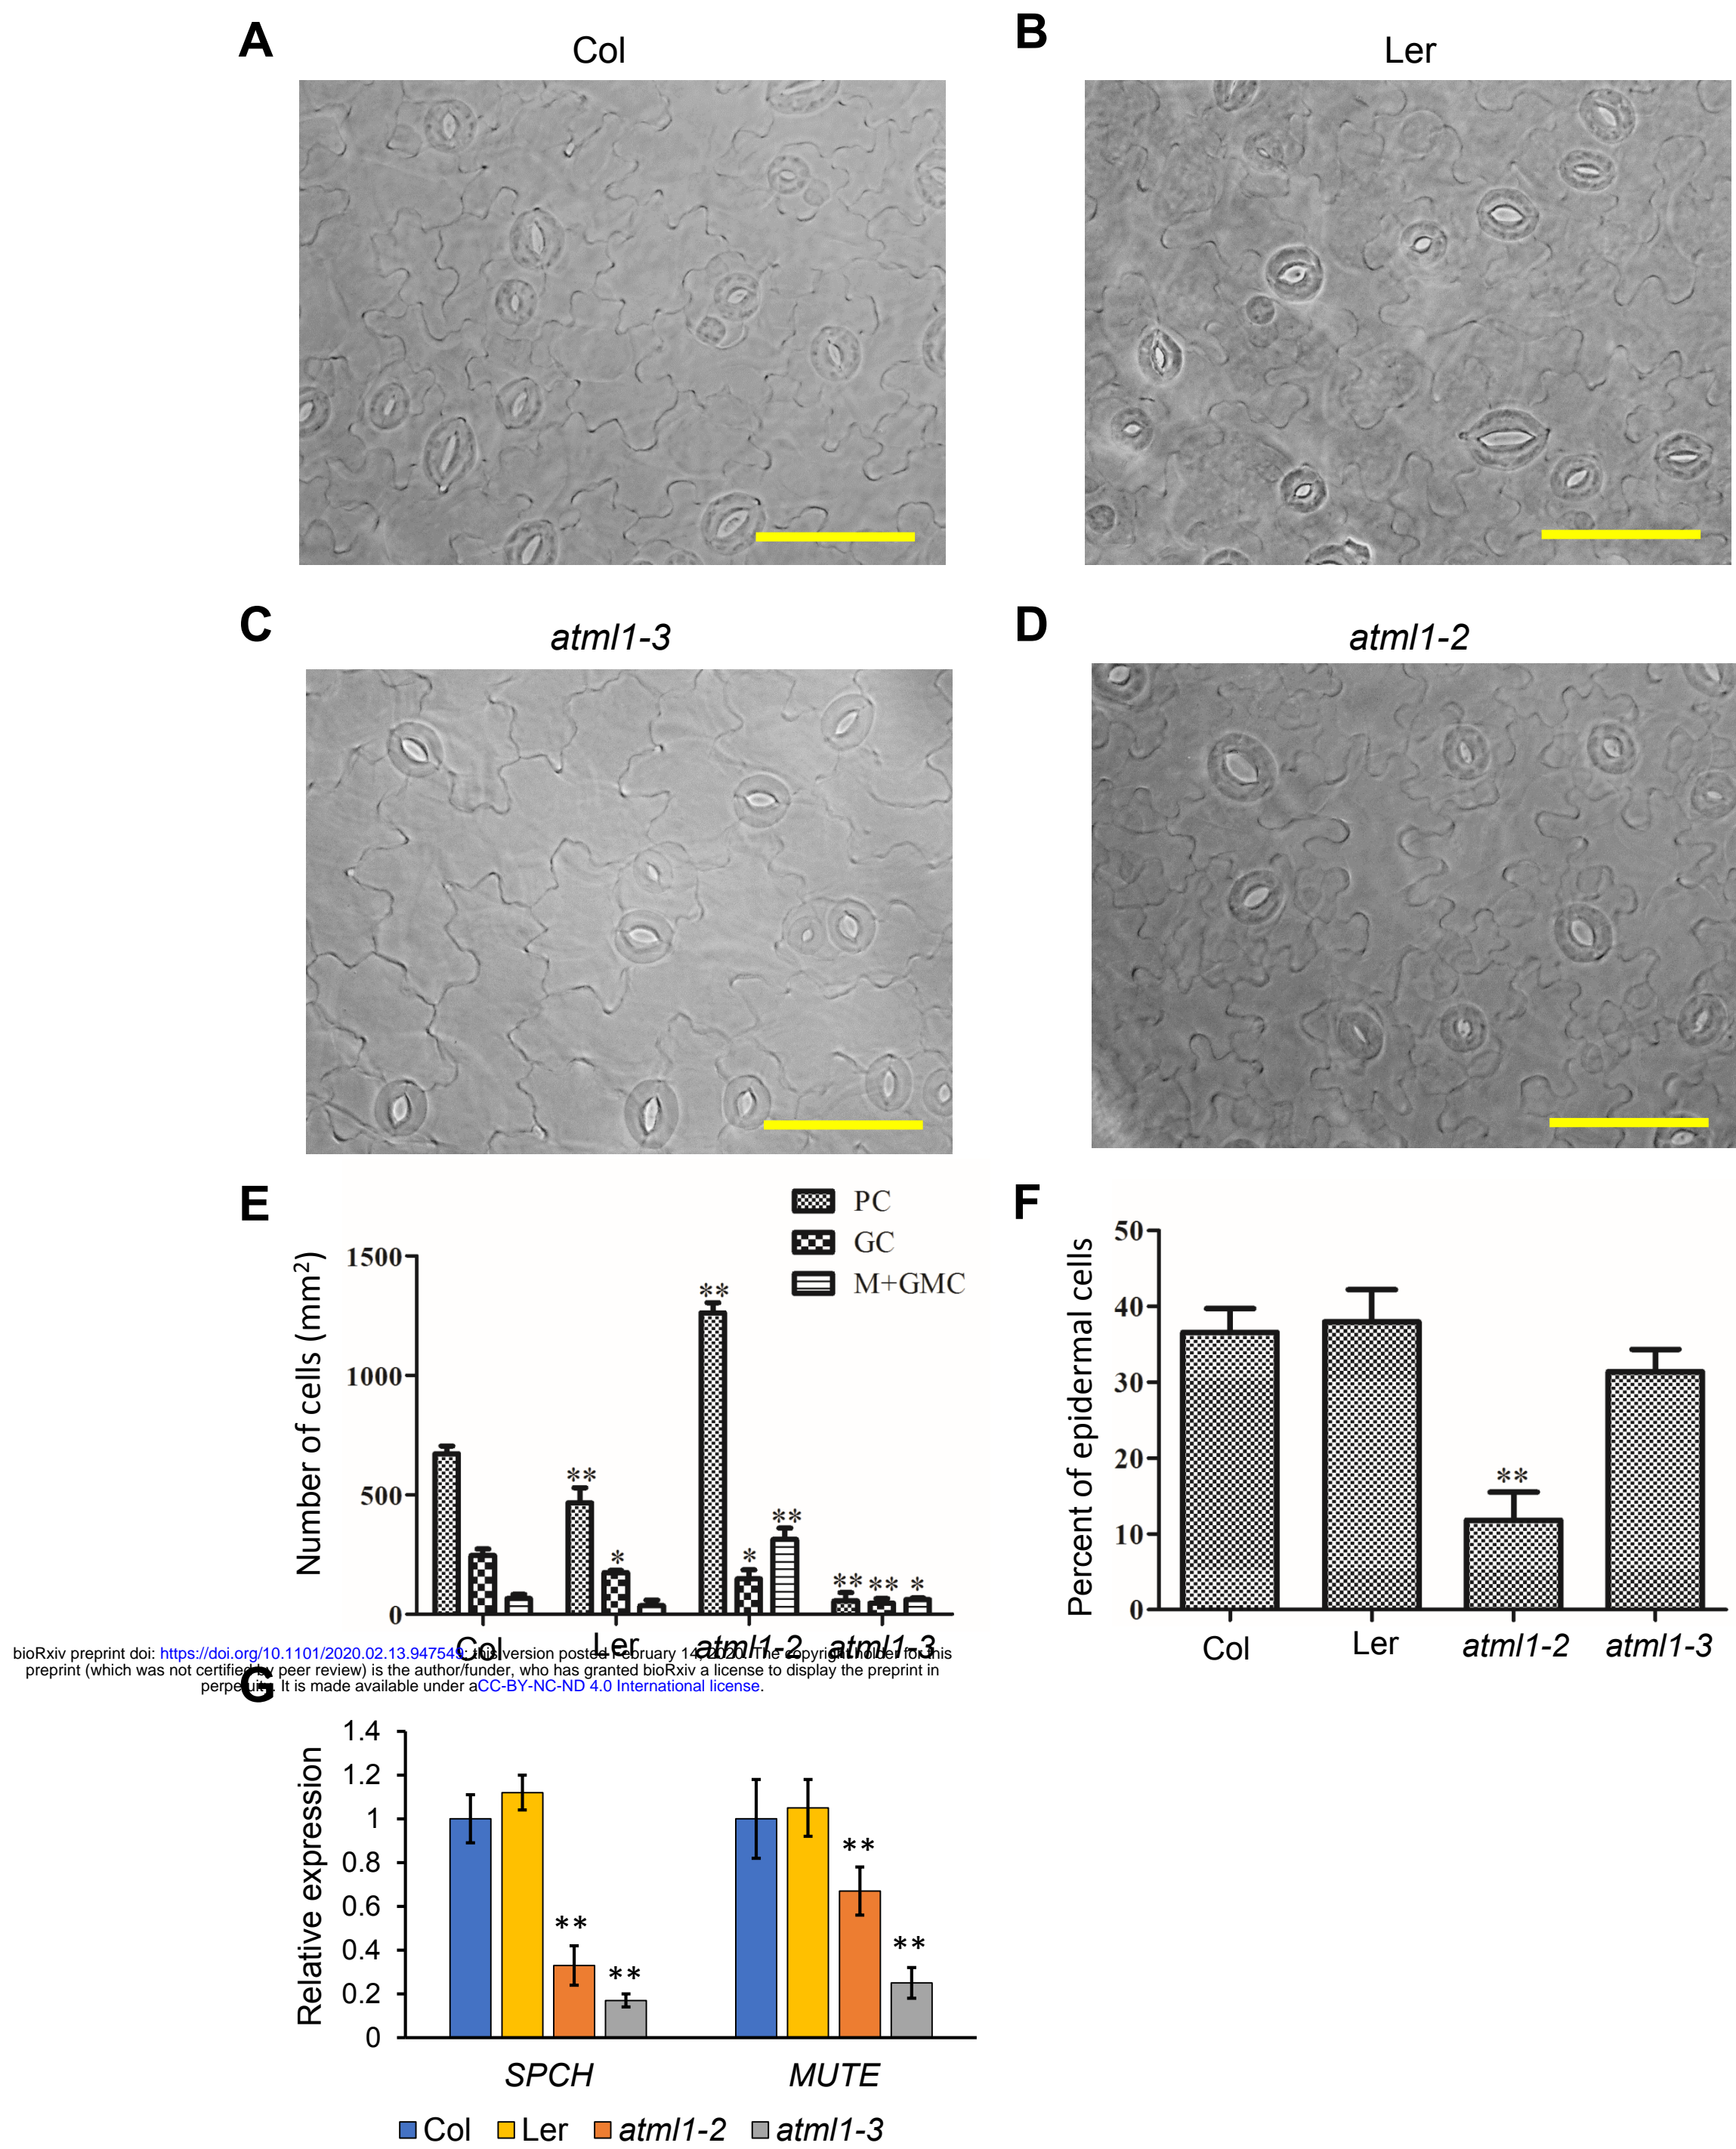 A
Col
B
Ler
C
atml1-3
D
atml1-2
E
PC
GC
M+GMC
Number of cells (mm²)
1500
1000
500
0
**
*
**
*
**
**
**
*
Col
Ler
atml1-2
atml1-3
F
Percent of epidermal cells
50
40
30
20
10
0
**
Col
Ler
atml1-2
atml1-3
bioRxiv preprint doi: https://doi.org/10.1101/2020.02.13.947549; this version posted February 14, 2020. The copyright holder for this
preprint (which was not certified by peer review) is the author/funder, who has granted bioRxiv a license to display the preprint in
perpetuity. It is made available under aCC-BY-NC-ND 4.0 International license.
G
Relative expression
1.4
1.2
1
0.8
0.6
0.4
0.2
0
**
**
**
**
SPCH
MUTE
Col
Ler
atml1-2
atml1-3